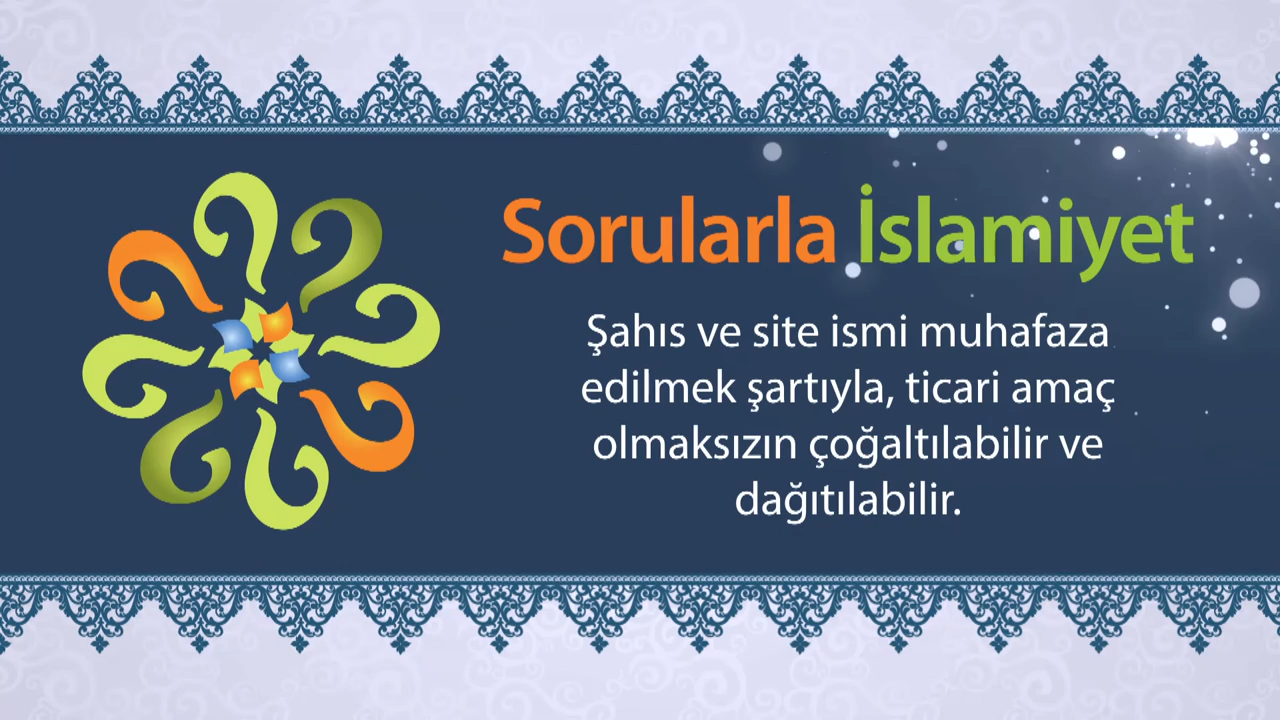 Sorularla İslamiyet
Şahıs ve site ismi muhafaza
edilmek şartıyla, ticari amaç
olmaksızın çoğaltılabilir ve
dağıtılabilir.